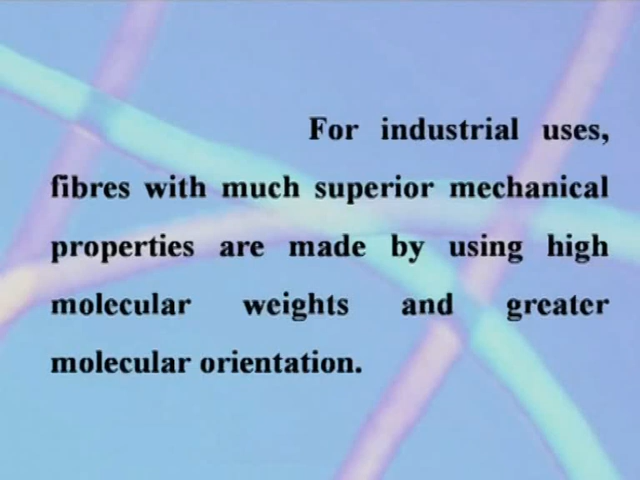 For industrial uses,
fibres with much superior mechanical
properties are made by using high
molecular weights and greater
molecular orientation.